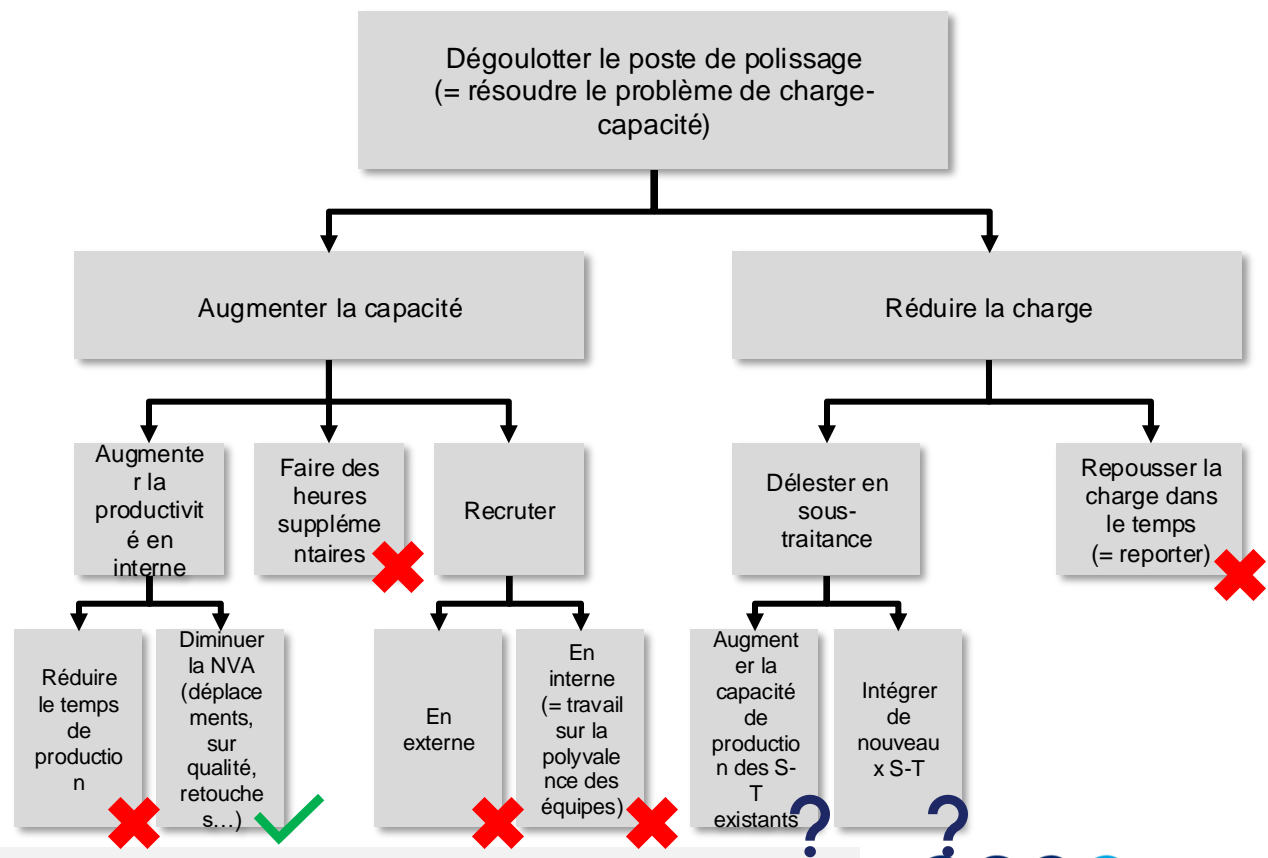 Dégoulotter le poste de polissage
(= résoudre le problème de charge-
capacité)
Augmenter la capacité
Réduire la charge
Augmente
r la
productivit
é en
interne
Faire des
heures
suppléme
ntaires
Recruter
Délester en
sous-
traitance
Repousser la
charge dans
le temps
(= reporter)
Réduire
le temps
de
productio
n
Diminuer
la NVA
(déplace
ments,
sur
qualité,
retouche
s…)
En
externe
En
interne
(= travail
sur la
polyvale
nce des
équipes)
Augment
er la
capacité
de
productio
n des S-
T
existants
?
Intégrer
de
nouveau
x S-T
?